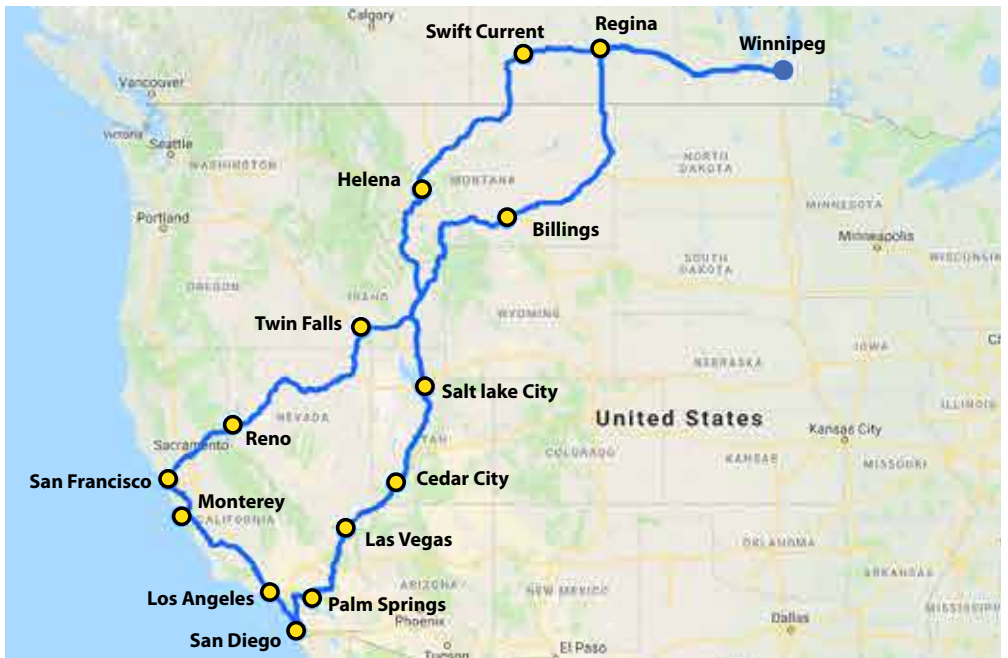 Calgary
Swift Current
Regina
Winnipeg
Vancouver
Victoria
Seattle
WASHINGTON
NORTH
DAKOTA
Helena
MONTANA
Portland
Billings
MINNESOTA
Minneapolis
WISCONSIN
SOUTH
DAKOTA
OREGON
IDAHO
WYOMING
Twin Falls
IOWA
NEBRASKA
Salt lake City
NEVADA
ILLINOIS
United States
Reno
Sacramento
Kansas City
COLORADO
KANSAS
MISSOURI
San Francisco
Cedar City
Monterey
CALIFORNIA
Las Vegas
OKLAHOMA
ARKANSAS
Los Angeles
Palm Springs
ARIZONA
NEW MEXICO
MISSISSIPP
Phoenix
Dallas
San Diego
El Paso
Tucson